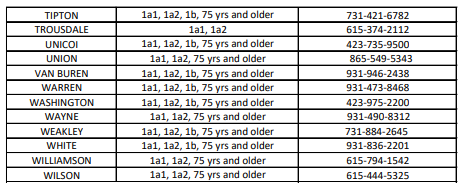 TIPTON 1a1, 1a2, 1b, 75 yrs and older 731-421-6782
TROUSDALE 1a1, 1a2 615-374-2112
UNICOI 1a1, 1a2, 1b, 75 yrs and older 423-735-9500
UNION 1a1, 1a2, 75 yrs and older 865-549-5343
VAN BUREN 1a1, 1a2, 1b, 75 yrs and older 931-946-2438
WARREN 1a1, 1a2, 1b, 75 yrs and older 931-473-8468
WASHINGTON 1a1, 1a2, 1b, 75 yrs and older 423-975-2200
WAYNE 1a1, 1a2, 75 yrs and older 931-490-8312
WEAKLEY 1a1, 1a2, 1b, 75 yrs and older 731-884-2645
WHITE 1a1, 1a2, 1b, 75 yrs and older 931-836-2201
WILLIAMSON 1a1, 1a2, 75 yrs and older 615-794-1542
WILSON 1a1, 1a2, 75 yrs and older 615-444-5325